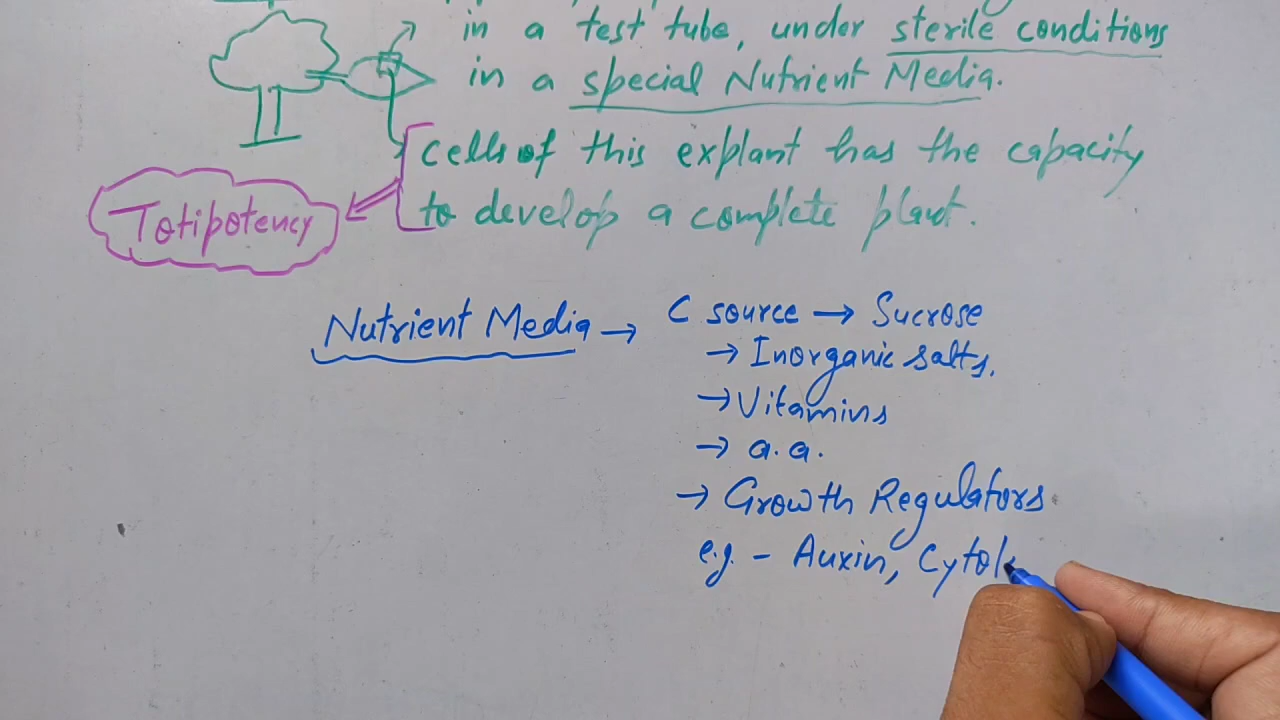 in a test tube, under sterile conditions
in a special Nutrient Media.
cells of this explant has the capacity
to develop a complete plant.
Totipotency
Nutrient Media → C source → Sucrose
→ Inorganic salts.
→ Vitamins
→ a.a.
→ Growth Regulators
e.g. - Auxin, Cytok